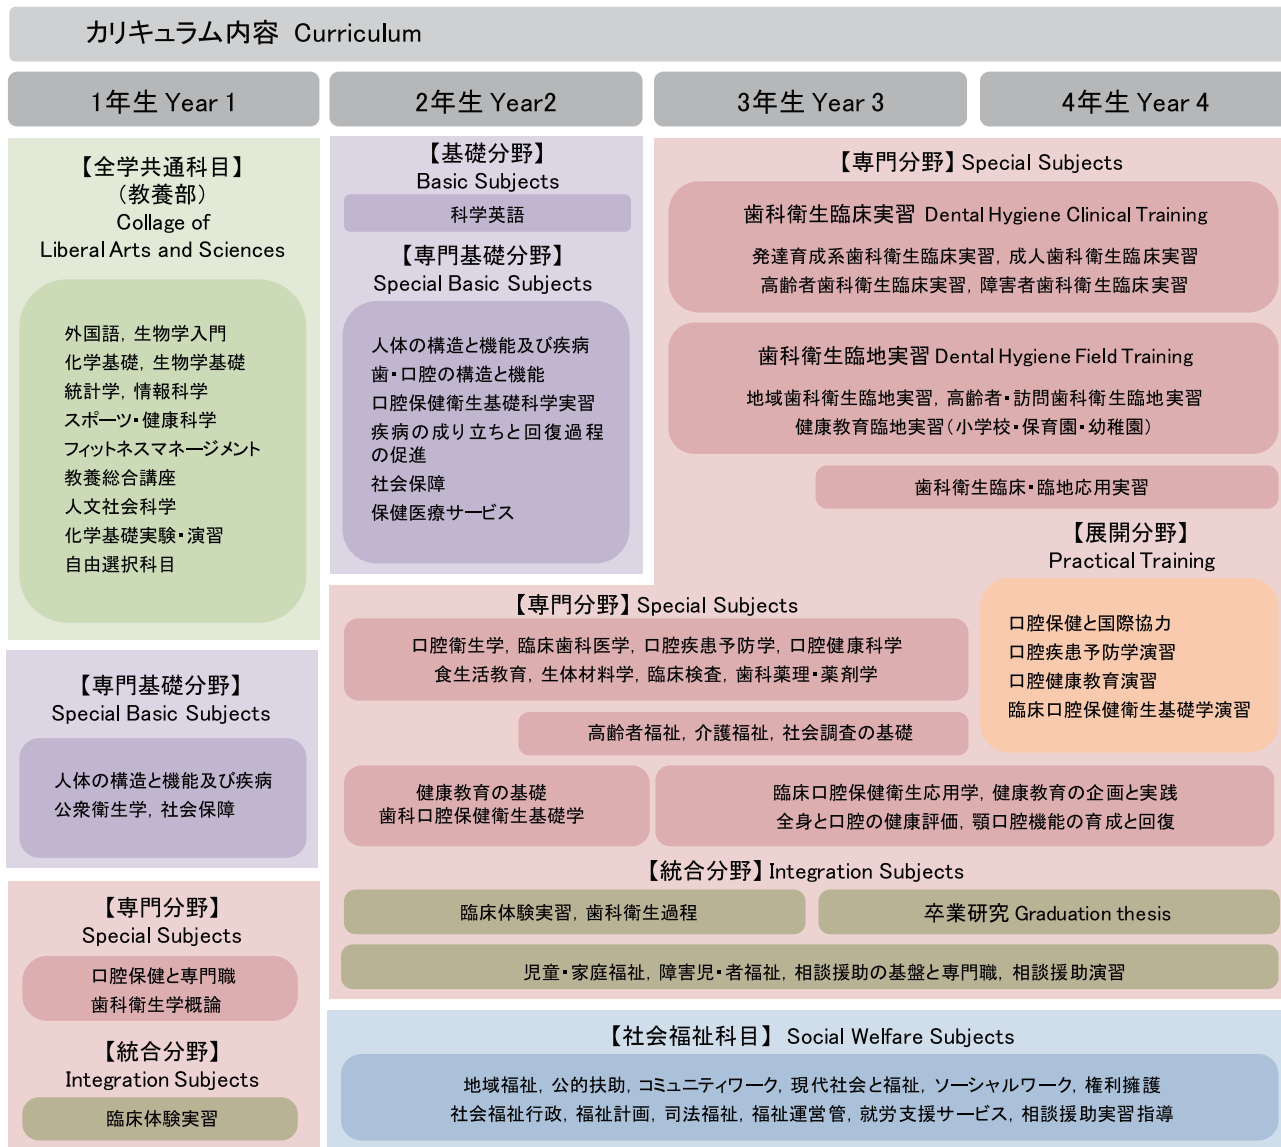 カリキュラム内容 Curriculum
1年生 Year 1
2年生 Year2
3年生 Year 3
4年生 Year 4
【全学共通科目】
（教養部）
Collage of
Liberal Arts and Sciences
外国語, 生物学入門
化学基礎, 生物学基礎
統計学, 情報科学
スポーツ・健康科学
フィットネスマネージメント
教養総合講座
人文社会科学
化学基礎実験・演習
自由選択科目
【専門基礎分野】
Special Basic Subjects
人体の構造と機能及び疾病
公衆衛生学, 社会保障
【専門分野】
Special Subjects
口腔保健と専門職
歯科衛生学概論
【統合分野】
Integration Subjects
臨床体験実習
【基礎分野】
Basic Subjects
科学英語
【専門基礎分野】
Special Basic Subjects
人体の構造と機能及び疾病
歯・口腔の構造と機能
口腔保健衛生基礎科学実習
疾病の成り立ちと回復過程
の促進
社会保障
保健医療サービス
【専門分野】Special Subjects
歯科衛生臨床実習 Dental Hygiene Clinical Training
発達育成系歯科衛生臨床実習, 成人歯科衛生臨床実習
高齢者歯科衛生臨床実習, 障害者歯科衛生臨床実習
歯科衛生臨地実習 Dental Hygiene Field Training
地域歯科衛生臨地実習, 高齢者・訪問歯科衛生臨地実習
健康教育臨地実習（小学校・保育園・幼稚園）
歯科衛生臨床・臨地応用実習
【展開分野】
Practical Training
口腔保健と国際協力
口腔疾患予防学演習
口腔健康教育演習
臨床口腔保健衛生基礎学演習
【専門分野】Special Subjects
口腔衛生学, 臨床歯科医学, 口腔疾患予防学, 口腔健康科学
食生活教育, 生体材料学, 臨床検査, 歯科薬理・薬剤学
高齢者福祉, 介護福祉, 社会調査の基礎
健康教育の基礎
歯科口腔保健衛生基礎学
臨床口腔保健衛生応用学, 健康教育の企画と実践
全身と口腔の健康評価, 顎口腔機能の育成と回復
【統合分野】Integration Subjects
臨床体験実習, 歯科衛生過程
卒業研究 Graduation thesis
児童・家庭福祉, 障害児・者福祉, 相談援助の基盤と専門職, 相談援助演習
【社会福祉科目】 Social Welfare Subjects
地域福祉, 公的扶助, コミュニティワーク, 現代社会と福祉, ソーシャルワーク, 権利擁護
社会福祉行政, 福祉計画, 司法福祉, 福祉運営管, 就労支援サービス, 相談援助実習指導